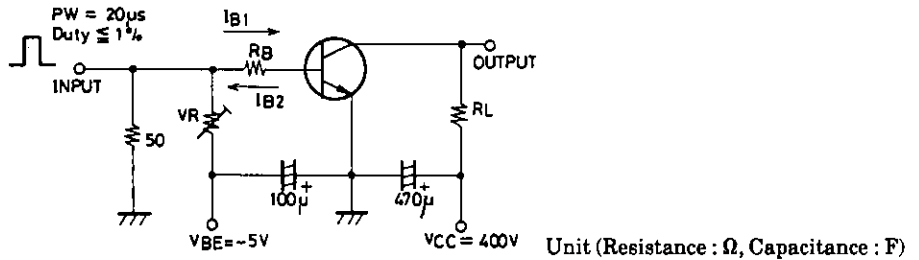 PW = 20μs
Duty ≦ 1%
INPUT
IB1
RB
IB2
VR
50
OUTPUT
RL
100μ
+
470μ
+
VBE=-5V
VCC=400V
Unit (Resistance : Ω, Capacitance : F)